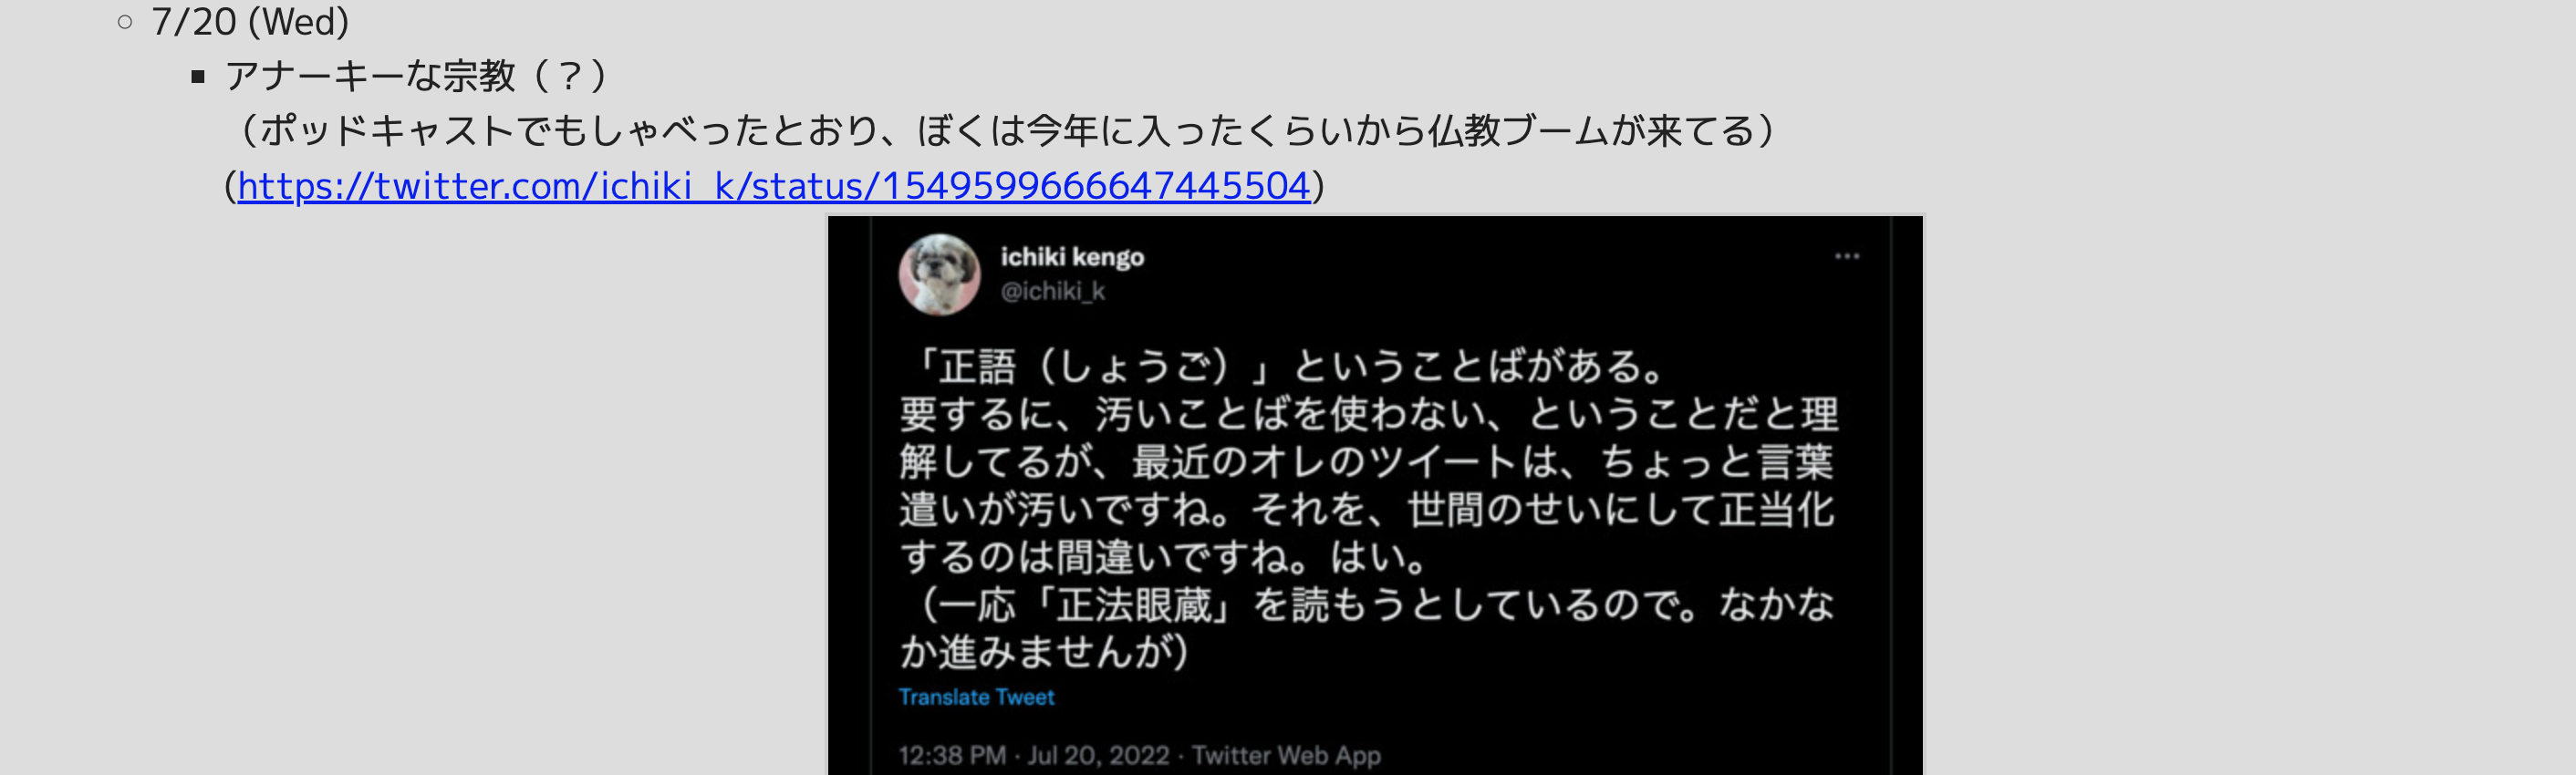 7/20 (Wed)
アナーキーな宗教（？）
（ポッドキャストでもしゃべったとおり、ぼくは今年に入ったくらいから仏教ブームが来てる）
(https://twitter.com/ichiki_k/status/1549599666647445504)
ichiki kengo
@ichiki_k
「正語（しょうご）」ということばがある。
要するに、汚いことばを使わない、ということだと理
解してるが、最近のオレのツイートは、ちょっと言葉
遣いが汚いですね。それを、世間のせいにして正当化
するのは間違いですね。はい。
（一応「正法眼蔵」を読もうとしているので。なかな
か進みませんが）
Translate Tweet
12:38 PM · Jul 20, 2022 · Twitter Web App